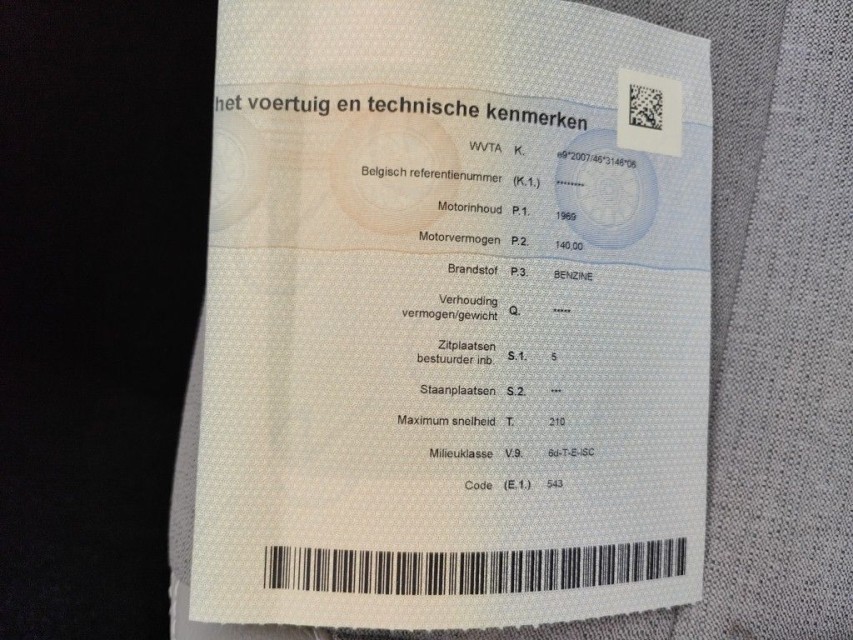 het voertuig en technische kenmerken
WVTA K. e9*2007/46*3146*06
Belgisch referentienummer (K.1.) ********
Motorinhoud P.1. 1969
Motorvermogen P.2. 140.00
Brandstof P.3. BENZINE
Verhouding
vermogen/gewicht Q. *****
Zitplaatsen
bestuurder inb. S.1. 5
Staanplaatsen S.2. ***
Maximum snelheid T. 210
Milieuklasse V.9. 6d-T-E-ISC
Code (E.1.) 543